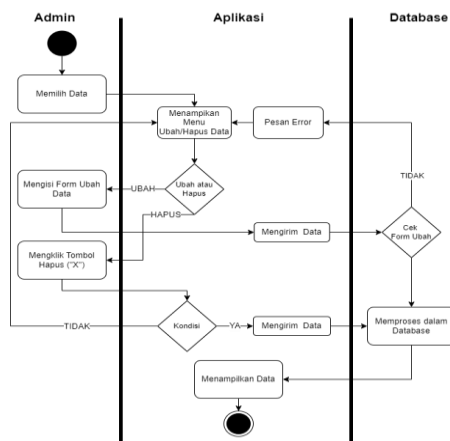 Admin
Aplikasi
Database
Memilih Data
Menampikan
Menu
Ubah/Hapus Data
Pesan Error
TIDAK
Mengisi Form Ubah
Data
UBAH
Ubah atau
Hapus
HAPUS
Mengirim Data
Cek
Form Ubah
Mengklik Tombol
Hapus ("X")
TIDAK
Kondisi
YA
Mengirim Data
Memproses dalam
Database
Menampilkan Data